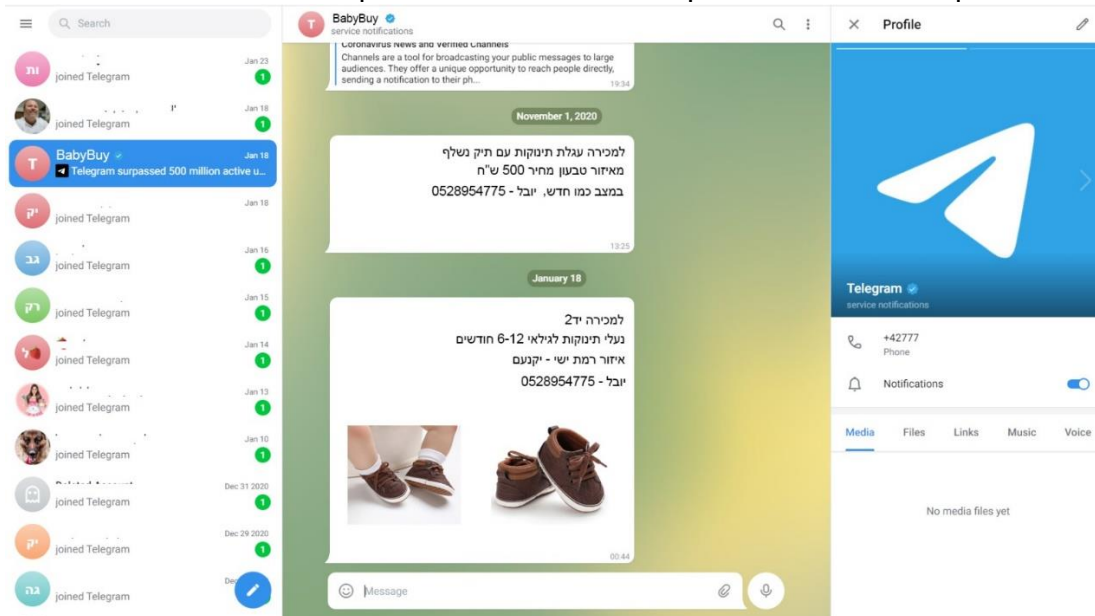 Search
ות
joined Telegram
Jan 23
1
יו
joined Telegram
Jan 18
1
T
BabyBuy
Telegram surpassed 500 million active u...
Jan 18
יק
joined Telegram
Jan 18
גב
joined Telegram
Jan 16
1
רק
joined Telegram
Jan 15
1
ל
joined Telegram
Jan 14
1
joined Telegram
Jan 13
1
joined Telegram
Jan 10
1
joined Telegram
Dec 31 2020
1
יק
joined Telegram
Dec 29 2020
1
גה
joined Telegram
T
BabyBuy
service notifications
Coronavirus News and Verified Channels
Channels are a tool for broadcasting your public messages to large
audiences. They offer a unique opportunity to reach people directly,
sending a notification to their ph...
19:34
November 1, 2020
למכירה עגלת תינוקות עם תיק נשלף
מאיזור טבעון מחיר 500 ש"ח
במצב כמו חדש, יובל - 0528954775
13:25
January 18
למכירה יד2
נעלי תינוקות לגילאי 6-12 חודשים
איזור רמת ישי - יקנעם
יובל - 0528954775
00:44
Message
Profile
Telegram
service notifications
+42777
Phone
Notifications
Media Files Links Music Voice
No media files yet